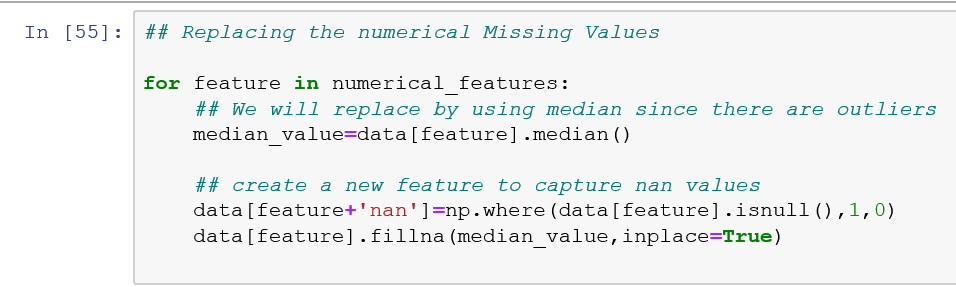 In [55]: ## Replacing the numerical Missing Values
for feature in numerical_features:
## We will replace by using median since there are outliers
median_value=data[feature].median()
## create a new feature to capture nan values
data[feature+'nan']=np.where(data[feature].isnull(),1,0)
data[feature].fillna(median_value,inplace=True)